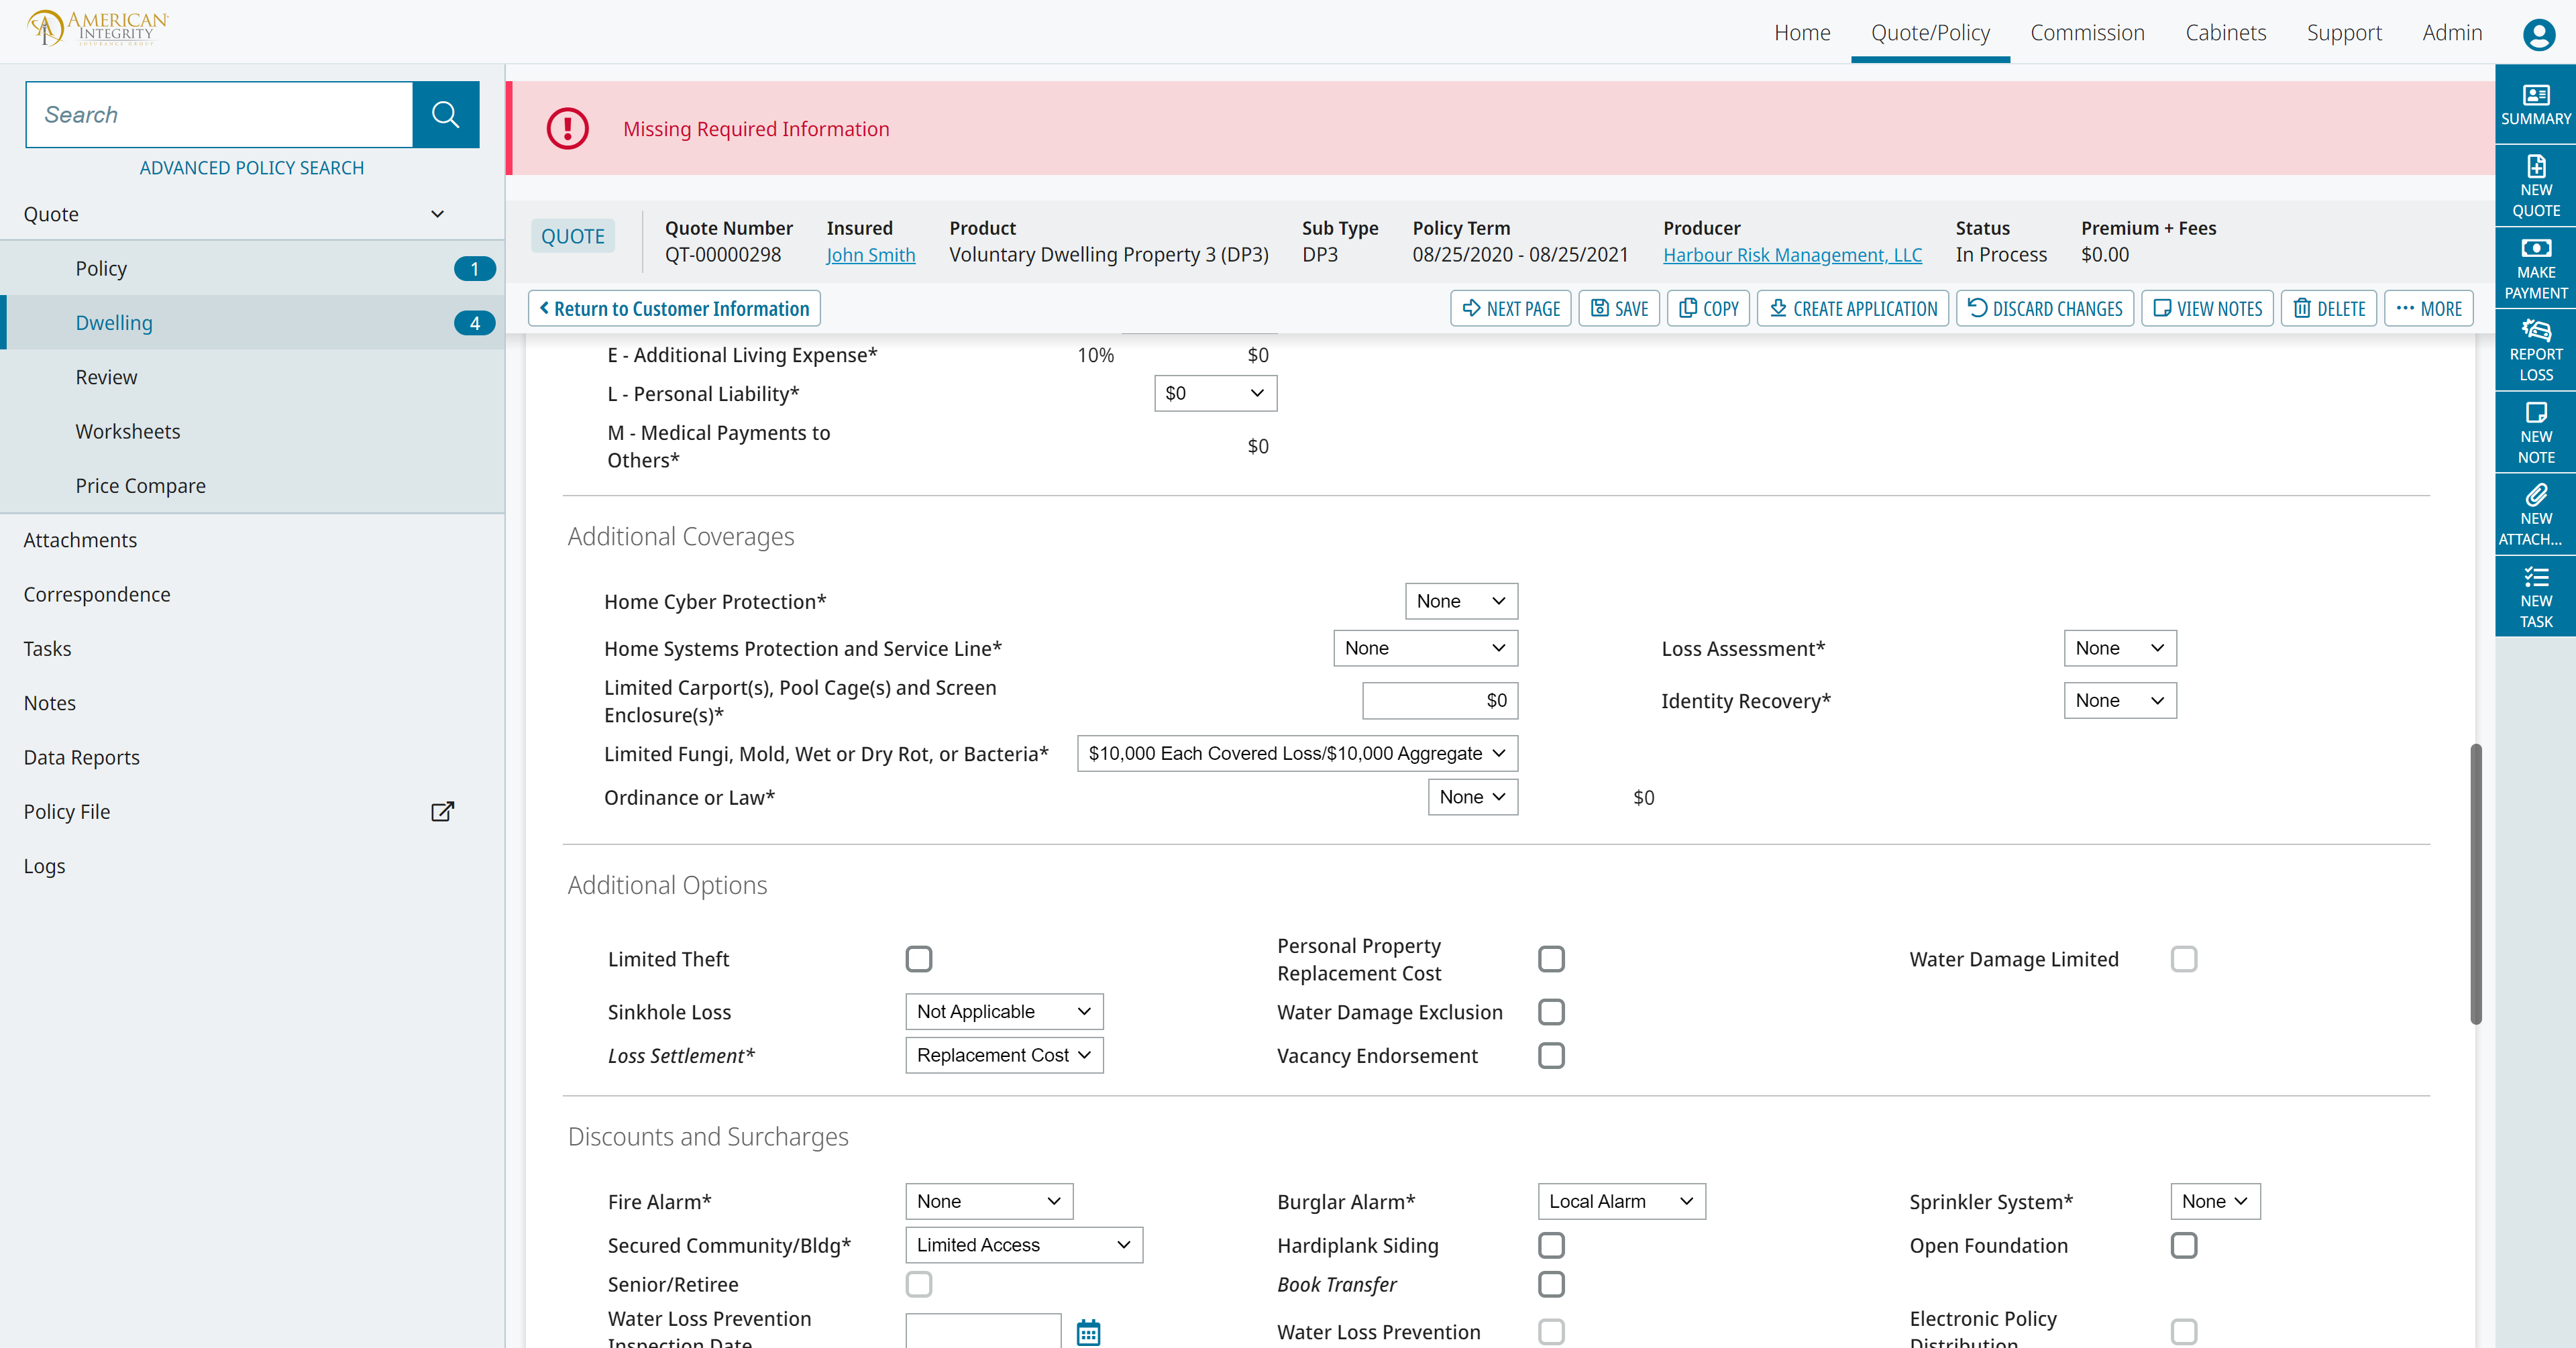 AMERICAN
INTEGRITY
INSURANCE GROUP
Home
Quote/Policy
Commission
Cabinets
Support
Admin
Search
ADVANCED POLICY SEARCH
Quote
Policy
1
Dwelling
4
Review
Worksheets
Price Compare
Attachments
Correspondence
Tasks
Notes
Data Reports
Policy File
Logs
Missing Required Information
QUOTE
Quote Number
QT-00000298
Insured
John Smith
Product
Voluntary Dwelling Property 3 (DP3)
Sub Type
DP3
Policy Term
08/25/2020 - 08/25/2021
Producer
Harbour Risk Management, LLC
Status
In Process
Premium + Fees
$0.00
Return to Customer Information
NEXT PAGE
SAVE
COPY
CREATE APPLICATION
DISCARD CHANGES
VIEW NOTES
DELETE
MORE
E - Additional Living Expense* 10% $0
L - Personal Liability* $0
M - Medical Payments to
Others*
$0
Additional Coverages
Home Cyber Protection* None
Home Systems Protection and Service Line* None
Loss Assessment* None
Limited Carport(s), Pool Cage(s) and Screen
Enclosure(s)*
$0
Identity Recovery* None
Limited Fungi, Mold, Wet or Dry Rot, or Bacteria* $10,000 Each Covered Loss/$10,000 Aggregate
Ordinance or Law* None $0
Additional Options
Limited Theft
Personal Property
Replacement Cost
Water Damage Limited
Sinkhole Loss Not Applicable
Water Damage Exclusion
Loss Settlement* Replacement Cost
Vacancy Endorsement
Discounts and Surcharges
Fire Alarm* None
Burglar Alarm* Local Alarm
Sprinkler System* None
Secured Community/Bldg* Limited Access
Hardiplank Siding
Open Foundation
Senior/Retiree
Book Transfer
Water Loss Prevention
Inspection Date
Water Loss Prevention
Electronic Policy
Distribution
SUMMARY
NEW
QUOTE
MAKE
PAYMENT
REPORT
LOSS
NEW
NOTE
NEW
ATTACH...
NEW
TASK